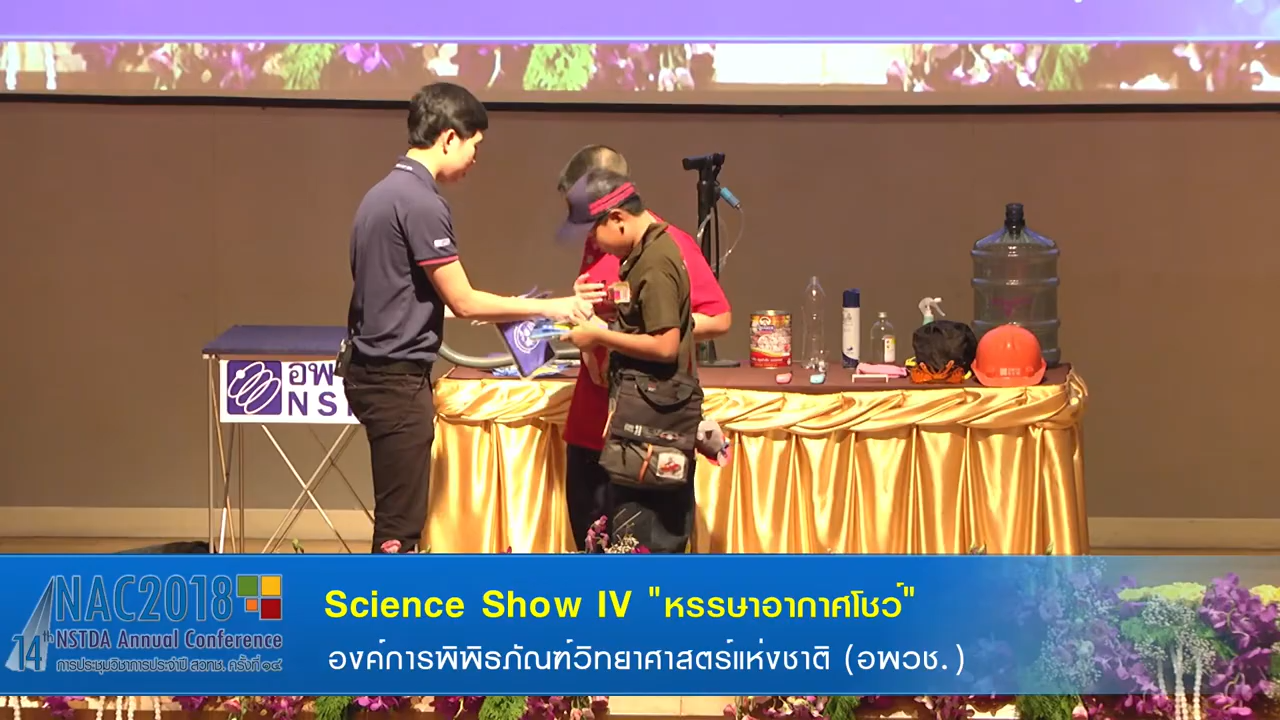 อพ
NS
NAC2018
14th NSTDA Annual Conference
การประชุมวิชาการประจำปี สวทช. ครั้งที่ ๑๔
Science Show IV "หรรษาอากาศโชว์"
องค์การพิพิธภัณฑ์วิทยาศาสตร์แห่งชาติ (อพวช.)